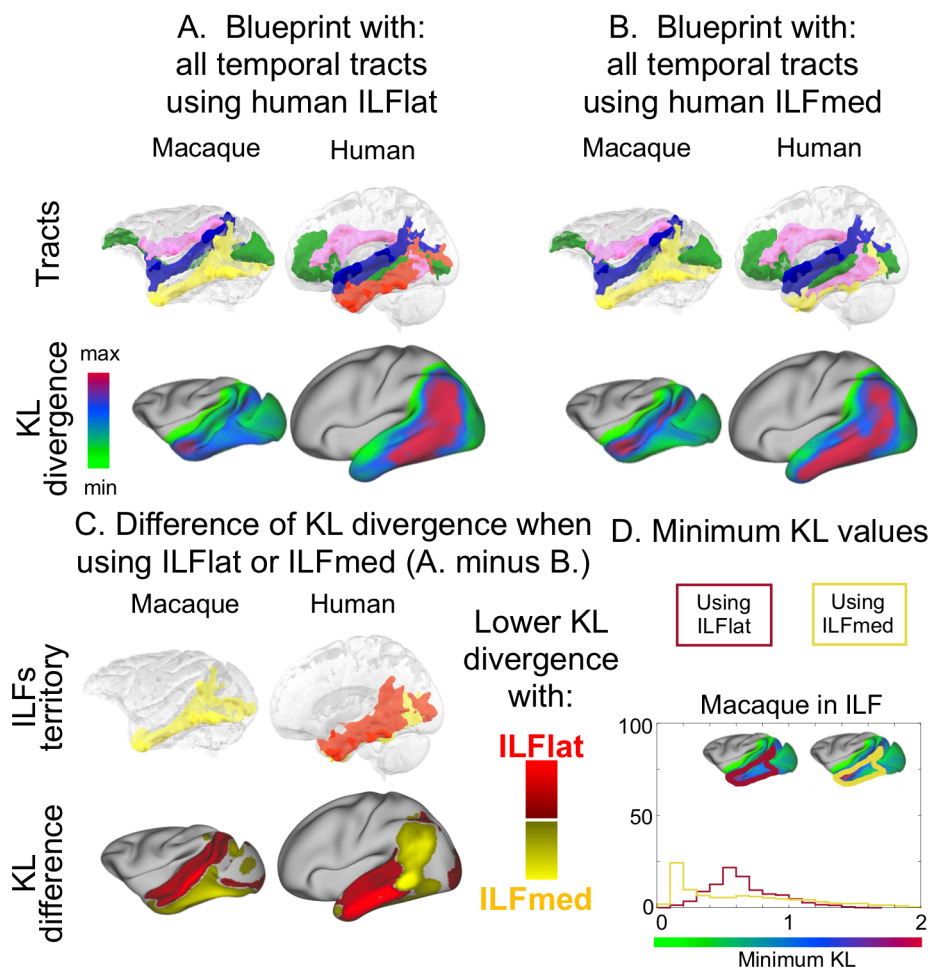 A. Blueprint with:
all temporal tracts
using human ILFlat
B. Blueprint with:
all temporal tracts
using human ILFmed
Macaque
Human
Macaque
Human
Tracts
KL
divergence
max
min
C. Difference of KL divergence when
using ILFlat or ILFmed (A. minus B.)
Macaque
Human
ILFs
territory
KL
difference
Lower KL
divergence
with:
ILFlat
ILFmed
D. Minimum KL values
Using
ILFlat
Using
ILFmed
Macaque in ILF
100
50
0
0
1
2
Minimum KL